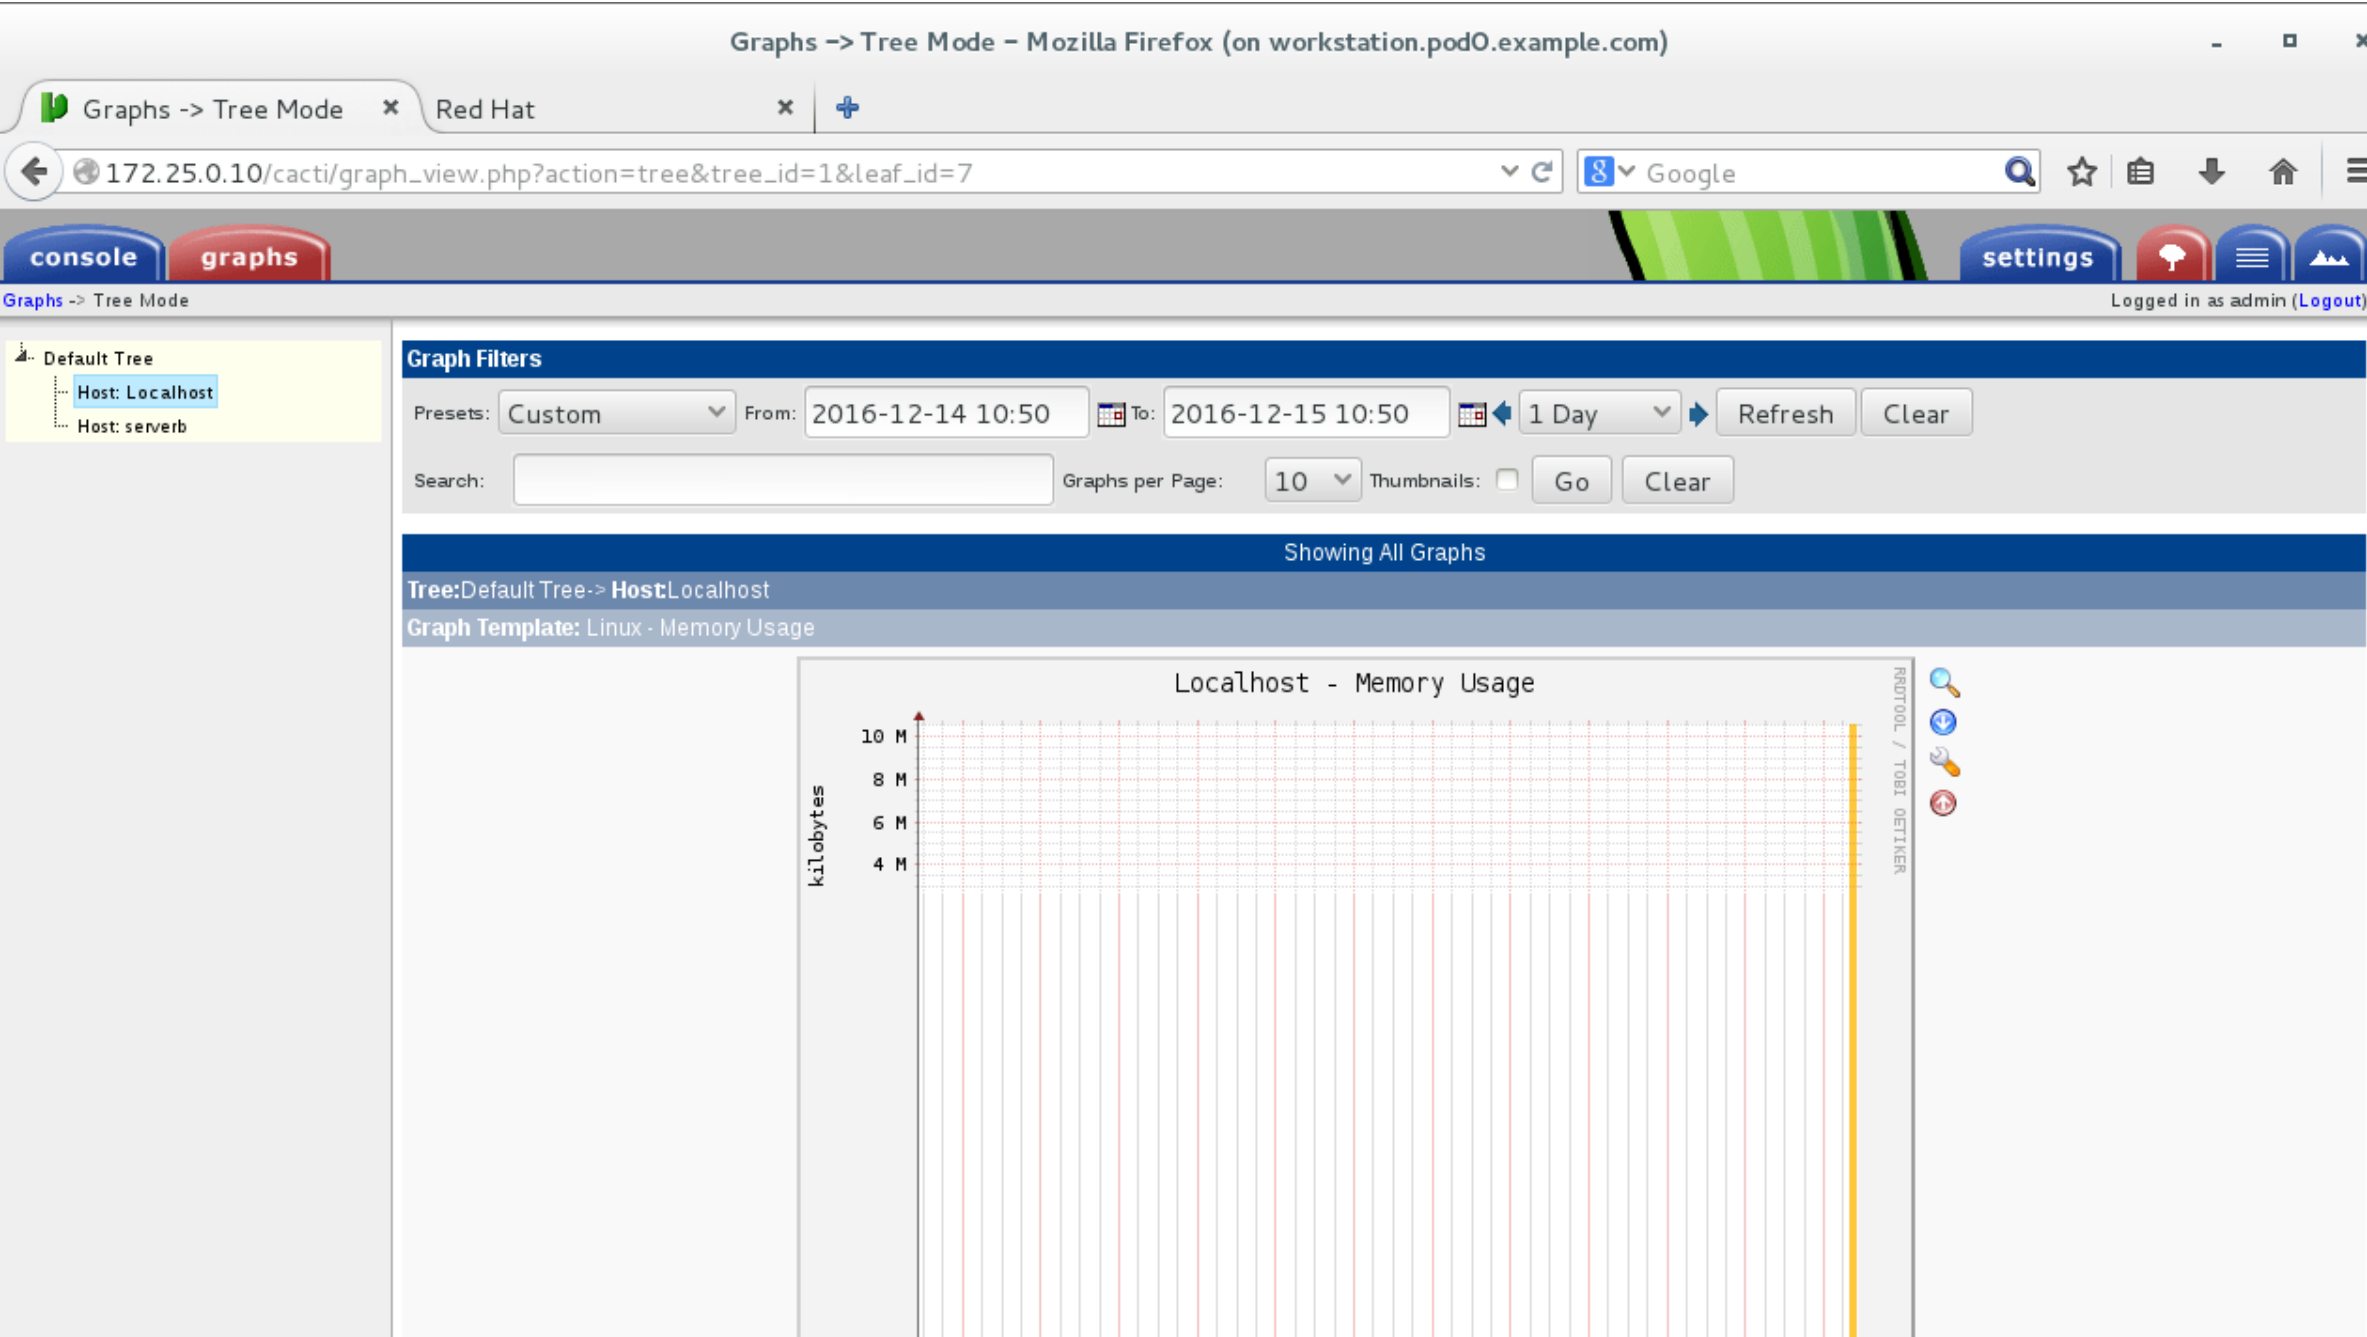 Graphs -> Tree Mode - Mozilla Firefox (on workstation.pod0.example.com)
Graphs -> Tree Mode
Red Hat
172.25.0.10/cacti/graph_view.php?action=tree&tree_id=1&leaf_id=7
8
Google
console
graphs
settings
Graphs -> Tree Mode
Logged in as admin (Logout)
Default Tree
Host: Localhost
Host: serverb
Graph Filters
Presets: Custom From: 2016-12-14 10:50 To: 2016-12-15 10:50 1 Day Refresh Clear
Search: Graphs per Page: 10 Thumbnails: Go Clear
Showing All Graphs
Tree:Default Tree-> Host:Localhost
Graph Template: Linux - Memory Usage
Localhost - Memory Usage
RRDTOOL / TOBI OETIKER
kilobytes
10 M
8 M
6 M
4 M